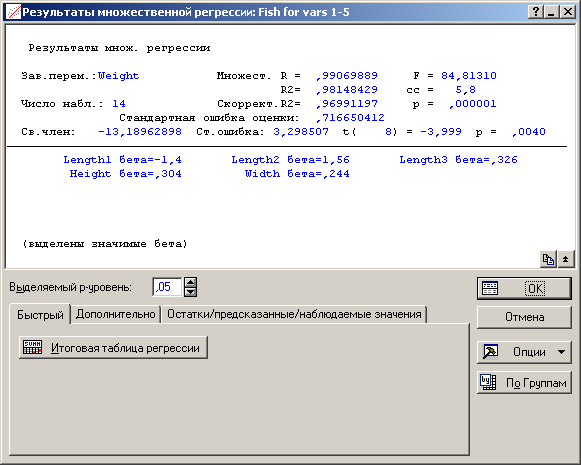 Результаты множественной регрессии: Fish for vars 1-5
Результаты множ. регрессии
Зав.перем.:Weight Множест. R = ,99069889 F = 84,81310
R2= ,98148429 сс = 5,8
Число набл.: 14 Скоррект.R2= ,96991197 p = ,000001
Стандартная ошибка оценки: ,716650412
Св.член: -13,18962898 Ст.ошибка: 3,298507 t( 8) = -3,999 p = ,0040
Length1 бета=-1,4 Length2 бета=1,56 Length3 бета=,326
Height бета=,304 Width бета=,244
(выделены значимые бета)
Выделяемый р-уровень: ,05
OK
Быстрый Дополнительно Остатки/предсказанные/наблюдаемые значения
Отмена
SUMM Итоговая таблица регрессии
Опции
by По Группам